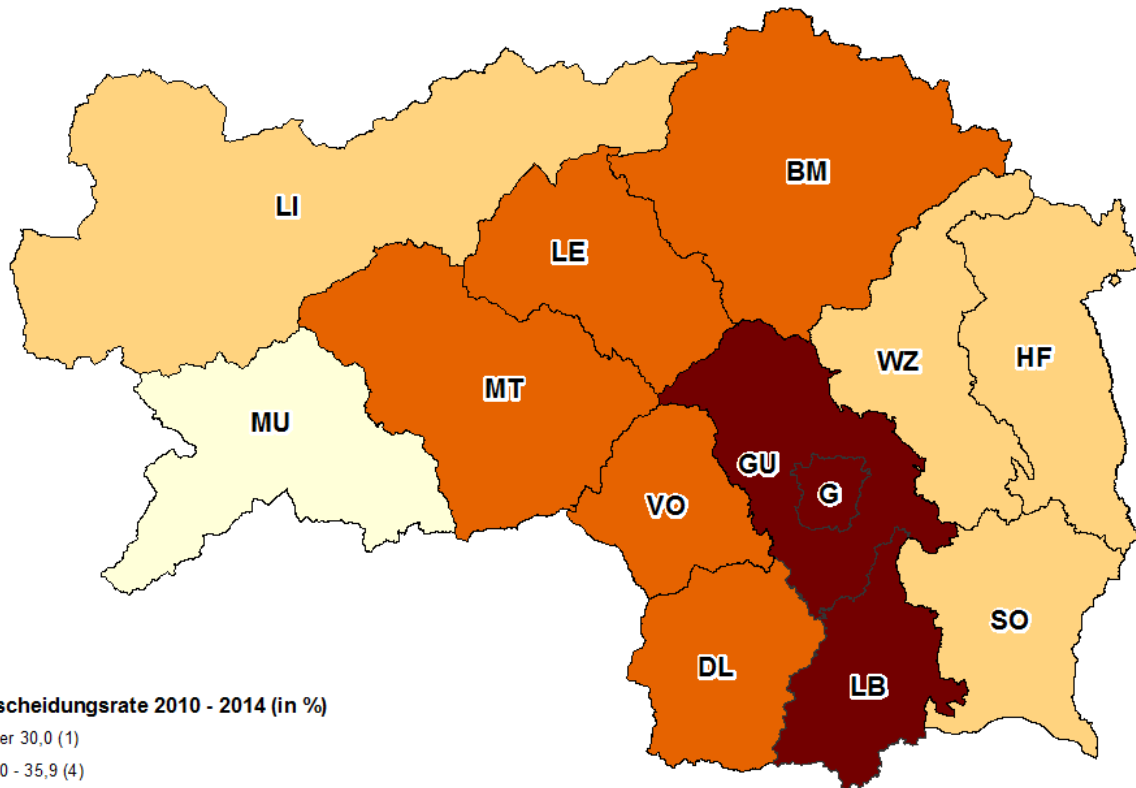 BM
LI
LE
WZ
HF
MT
MU
GU
G
VO
SO
DL
LB
scheidungsrate 2010 - 2014 (in %)
er 30,0 (1)
0 - 35,9 (4)